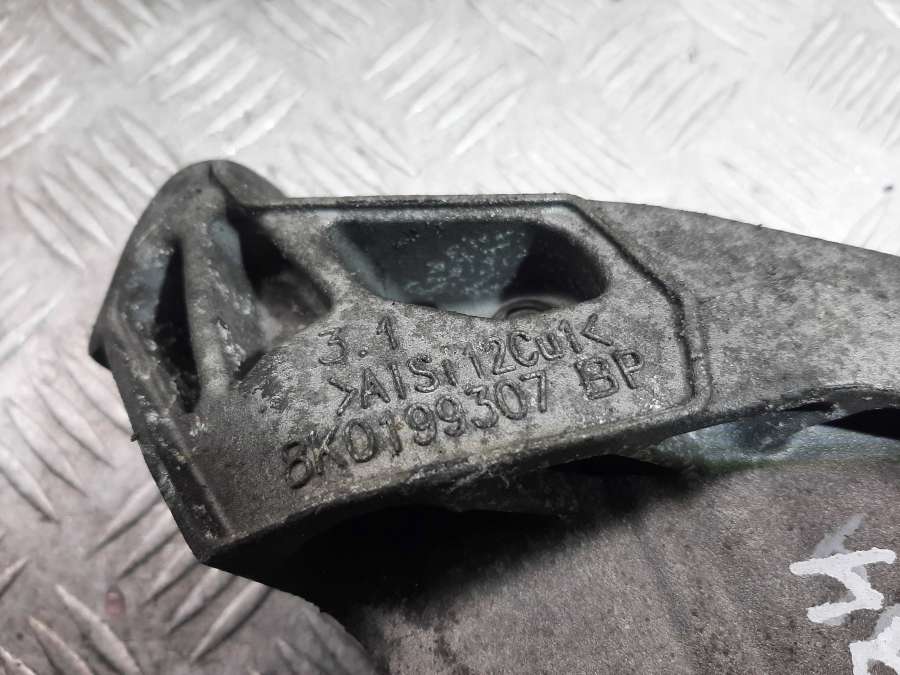 3.1
>AlSi12Cu1<
8K0199307 BP
H